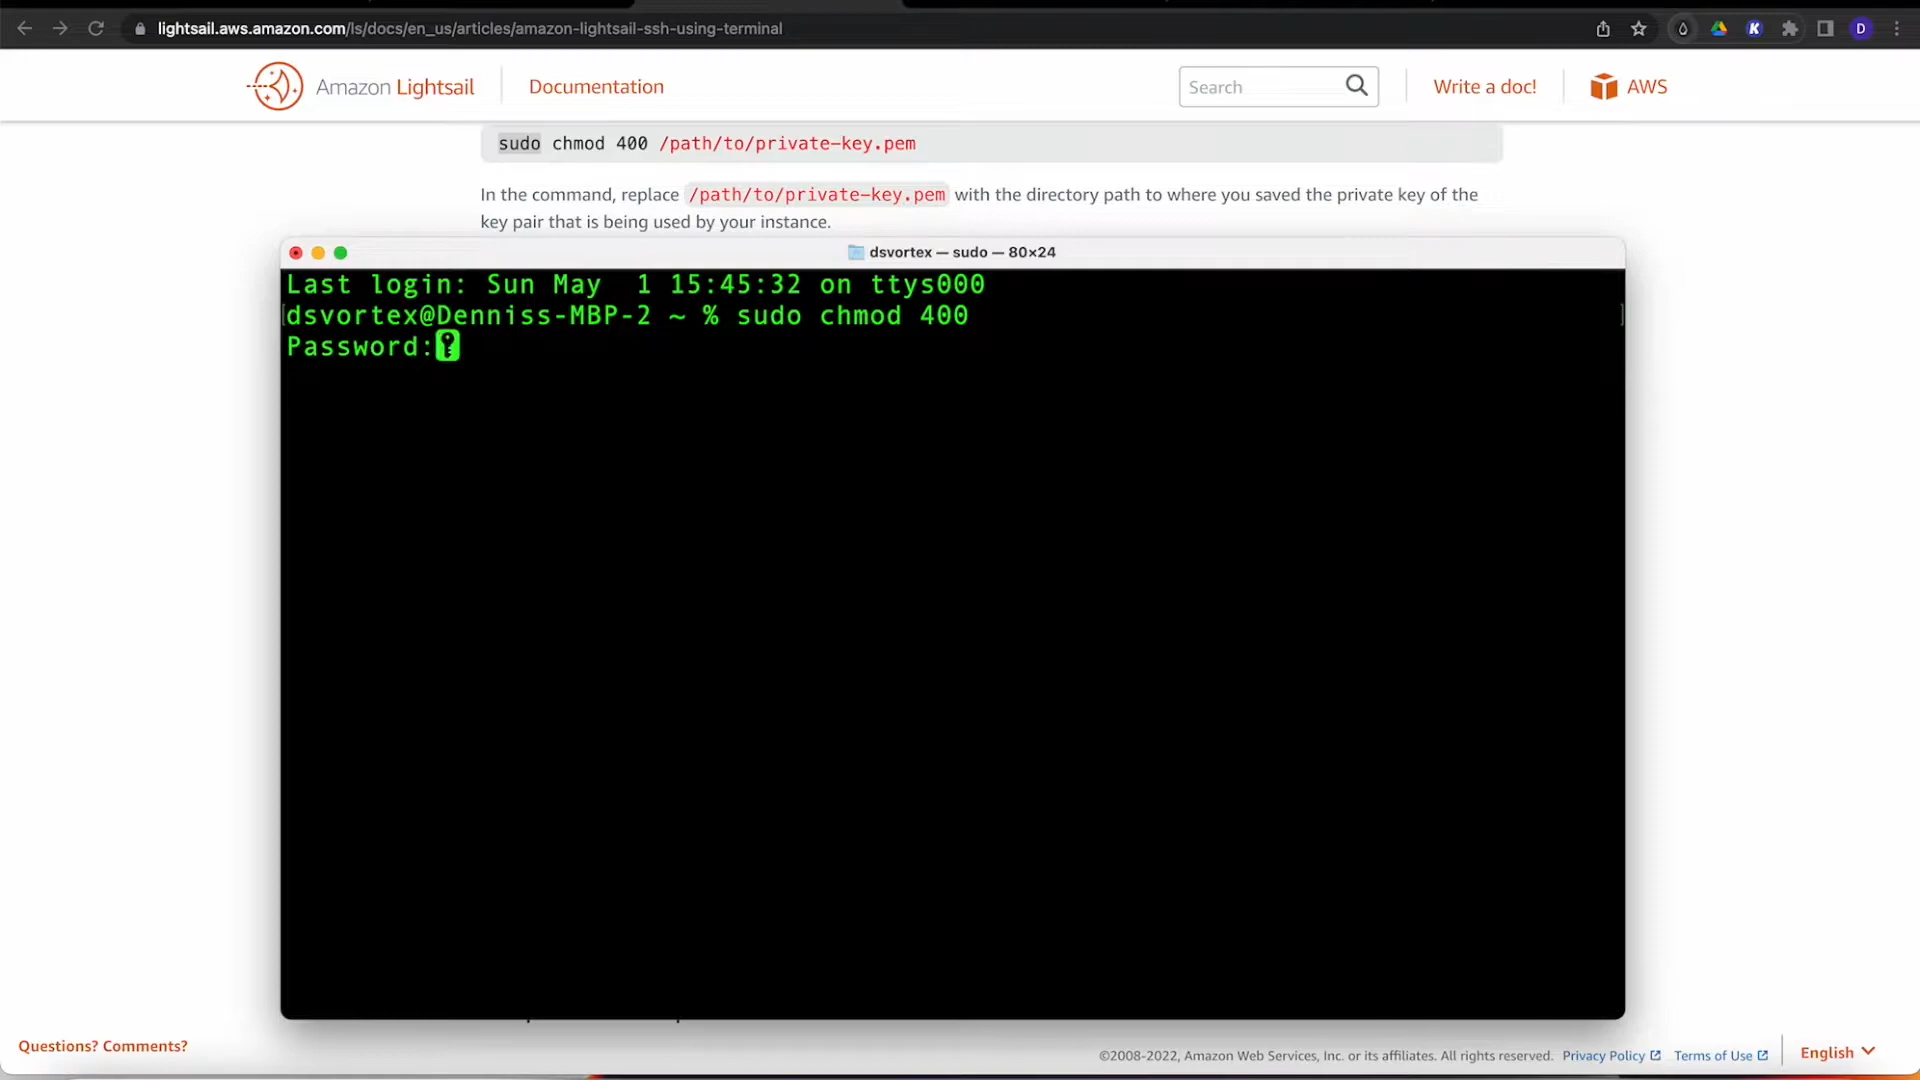 lightsail.aws.amazon.com/ls/docs/en_us/articles/amazon-lightsail-ssh-using-terminal
K
D
Amazon Lightsail
Documentation
Search
Write a doc!
AWS
sudo chmod 400 /path/to/private-key.pem
In the command, replace /path/to/private-key.pem with the directory path to where you saved the private key of the
key pair that is being used by your instance.
dsvortex — sudo — 80×24
Last login: Sun May  1 15:45:32 on ttys000
[dsvortex@Denniss-MBP-2 ~ % sudo chmod 400 ]
Password:
Questions? Comments?
©2008-2022, Amazon Web Services, Inc. or its affiliates. All rights reserved.
Privacy Policy
Terms of Use
English